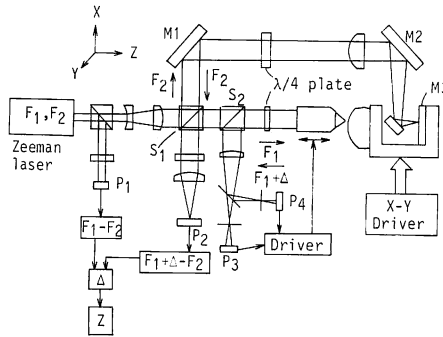 X
Y
Z
M1
M2
F₂
F₂
S₂
λ/4 plate
F₁,F₂
Zeeman laser
S₁
F₁
F₁+Δ
P₁
P₂
P₄
P₃
F₁-F₂
F₁+Δ-F₂
Driver
X-Y
Driver
Δ
Z